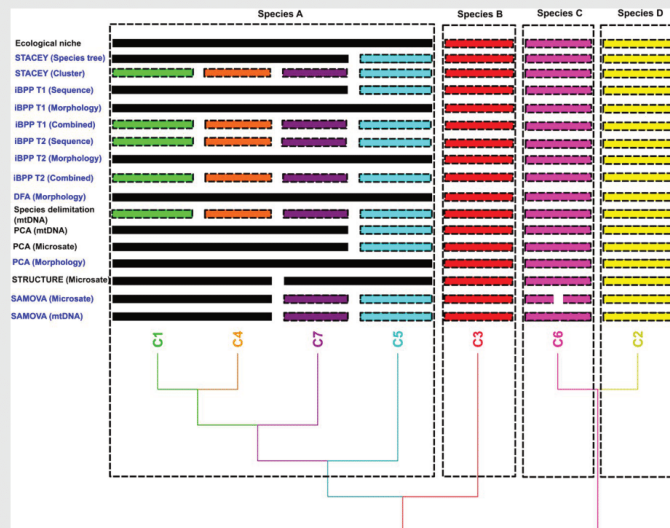 Species A
Species B
Species C
Species D
Ecological niche
STACEY (Species tree)
STACEY (Cluster)
iBPP T1 (Sequence)
iBPP T1 (Morphology)
iBPP T1 (Combined)
iBPP T2 (Sequence)
iBPP T2 (Morphology)
iBPP T2 (Combined)
DFA (Morphology)
Species delimitation
(mtDNA)
PCA (mtDNA)
PCA (Microsate)
PCA (Morphology)
STRUCTURE (Microsate)
SAMOVA (Microsate)
SAMOVA (mtDNA)
C1
C4
C7
C5
C3
C6
C2